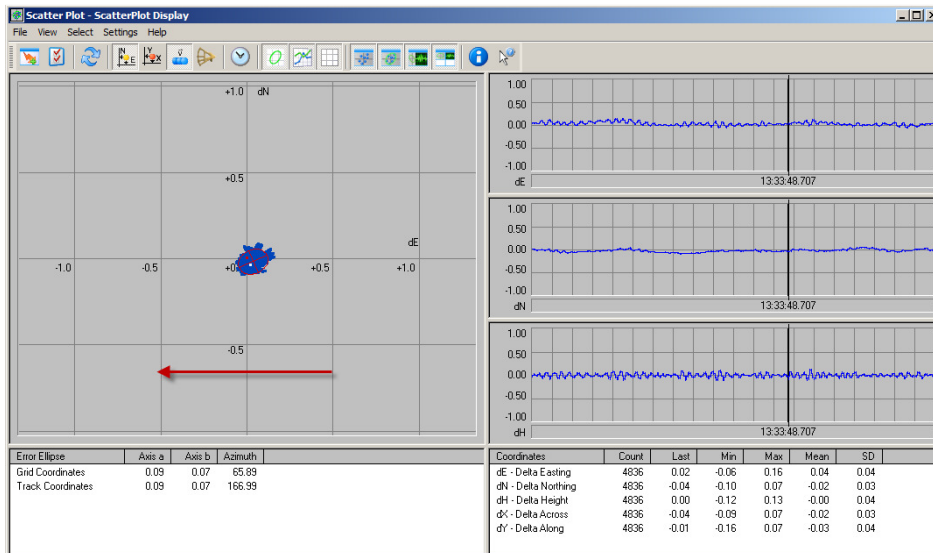 Scatter Plot - ScatterPlot Display
File View Select Settings Help
+1.0 dN
+0.5
dE
-1.0 -0.5 +0.5 +1.0
-0.5
1.00
0.50
0.00
-0.50
-1.00
dE 13:33:48.707
1.00
0.50
0.00
-0.50
-1.00
dN 13:33:48.707
1.00
0.50
0.00
-0.50
-1.00
dH 13:33:48.707
Error Ellipse Axis a Axis b Azimuth
Grid Coordinates 0.09 0.07 65.89
Track Coordinates 0.09 0.07 166.99
Coordinates Count Last Min Max Mean SD
dE - Delta Easting 4836 0.02 -0.06 0.16 0.04 0.04
dN - Delta Northing 4836 -0.04 -0.10 0.07 -0.02 0.03
dH - Delta Height 4836 0.00 -0.12 0.13 -0.00 0.04
dX - Delta Across 4836 -0.04 -0.09 0.07 -0.02 0.03
dY - Delta Along 4836 -0.01 -0.16 0.07 -0.03 0.04